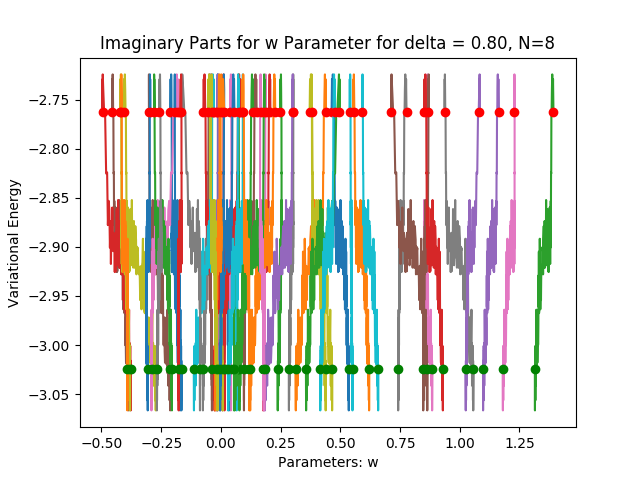 Imaginary Parts for w Parameter for delta = 0.80, N=8
−2.75
−2.80
−2.85
−2.90
−2.95
−3.00
−3.05
Variational Energy
−0.50 −0.25 0.00 0.25 0.50 0.75 1.00 1.25
Parameters: w